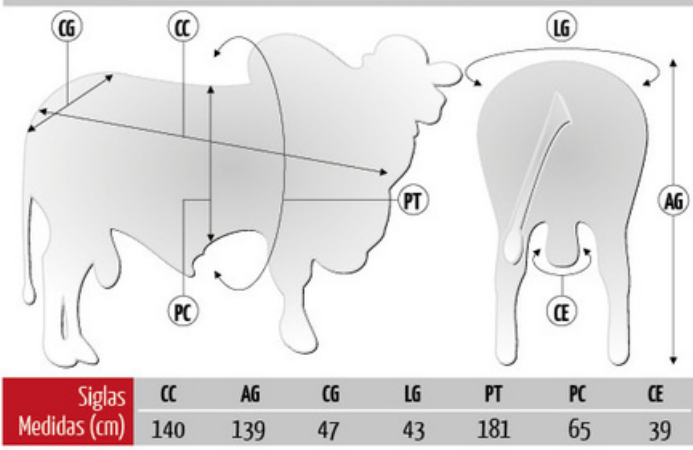 CG
CC
LG
PT
AG
PC
CE
Siglas CC AG CG LG PT PC CE
Medidas (cm) 140 139 47 43 181 65 39